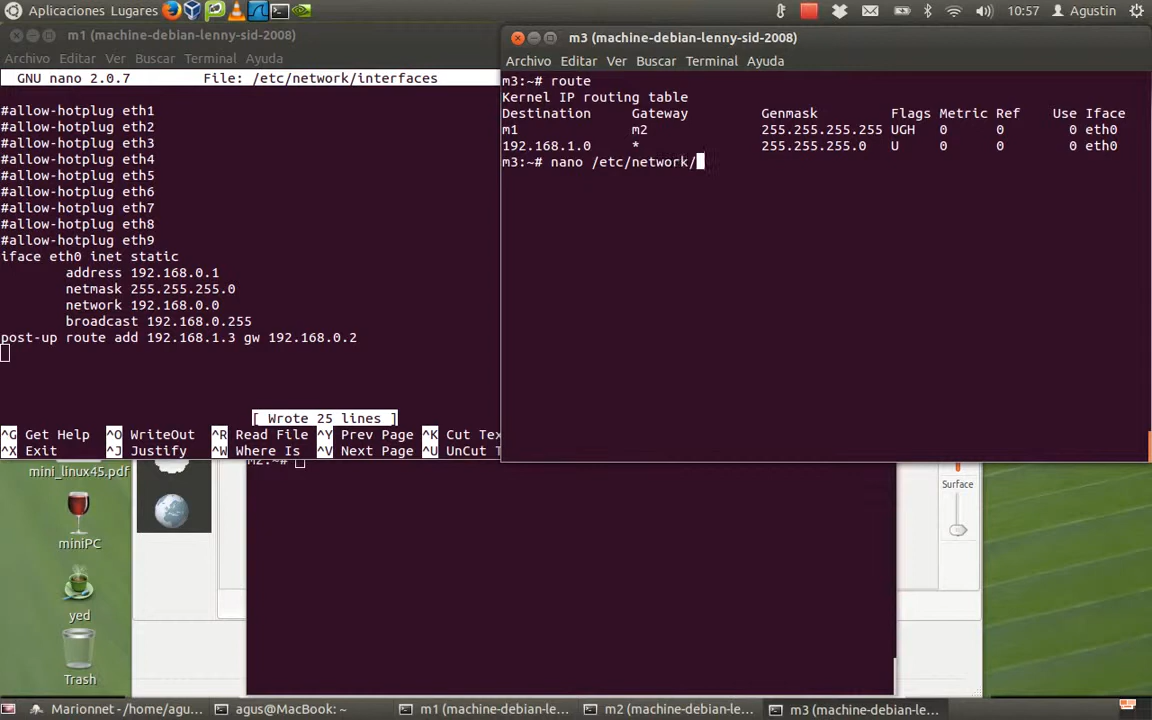 Aplicaciones Lugares
10:57
Agustin
m1 (machine-debian-lenny-sid-2008)
Archivo Editar Ver Buscar Terminal Ayuda
GNU nano 2.0.7 File: /etc/network/interfaces
#allow-hotplug eth1
#allow-hotplug eth2
#allow-hotplug eth3
#allow-hotplug eth4
#allow-hotplug eth5
#allow-hotplug eth6
#allow-hotplug eth7
#allow-hotplug eth8
#allow-hotplug eth9
iface eth0 inet static
address 192.168.0.1
netmask 255.255.255.0
network 192.168.0.0
broadcast 192.168.0.255
post-up route add 192.168.1.3 gw 192.168.0.2
[ Wrote 25 lines ]
^G Get Help ^O WriteOut ^R Read File ^Y Prev Page ^K Cut Tex
^X Exit ^J Justify ^W Where Is ^V Next Page ^U UnCut T
m3 (machine-debian-lenny-sid-2008)
Archivo Editar Ver Buscar Terminal Ayuda
m3:~# route
Kernel IP routing table
Destination Gateway Genmask Flags Metric Ref Use Iface
m1 m2 255.255.255.255 UGH 0 0 0 eth0
192.168.1.0 * 255.255.255.0 U 0 0 0 eth0
m3:~# nano /etc/network/
m2:~#
mini_linux45.pdf
miniPC
yed
Trash
Surface
Marionnet - /home/agu...
agus@MacBook: ~
m1 (machine-debian-le...
m2 (machine-debian-le...
m3 (machine-debian-le...